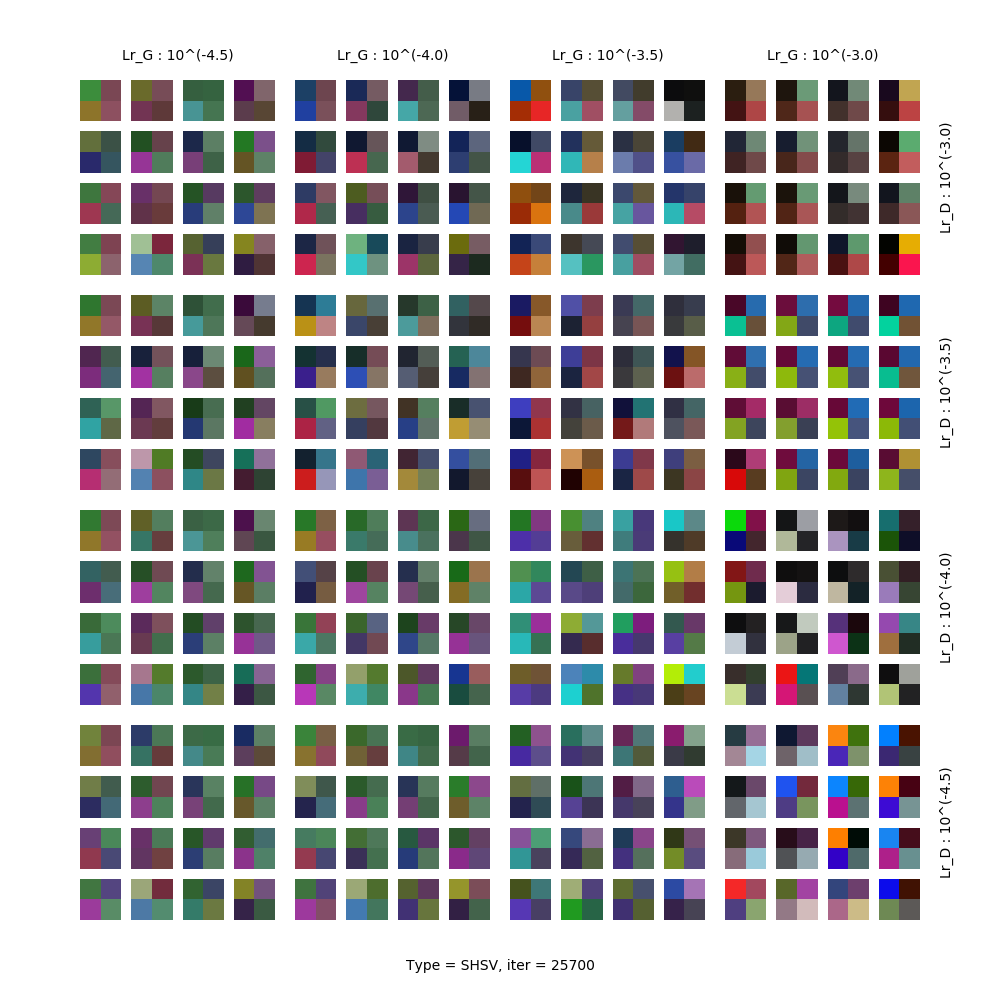 Lr_G : 10^(-4.5)
Lr_G : 10^(-4.0)
Lr_G : 10^(-3.5)
Lr_G : 10^(-3.0)
Lr_D : 10^(-3.0)
Lr_D : 10^(-3.5)
Lr_D : 10^(-4.0)
Lr_D : 10^(-4.5)
Type = SHSV, iter = 25700